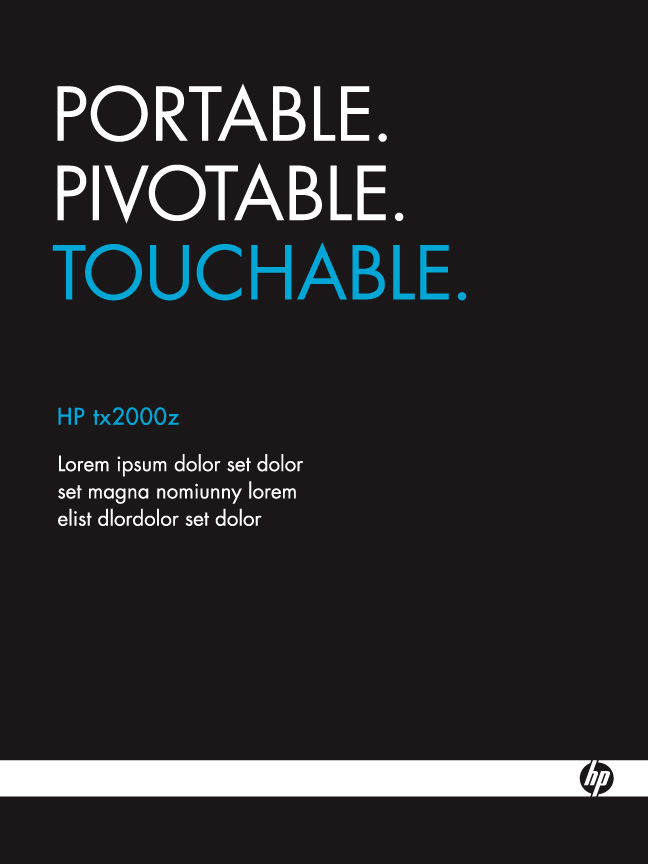 PORTABLE.
PIVOTABLE.
TOUCHABLE.
HP tx2000z
Lorem ipsum dolor set dolor
set magna nomiunny lorem
elist dlordolor set dolor
hp